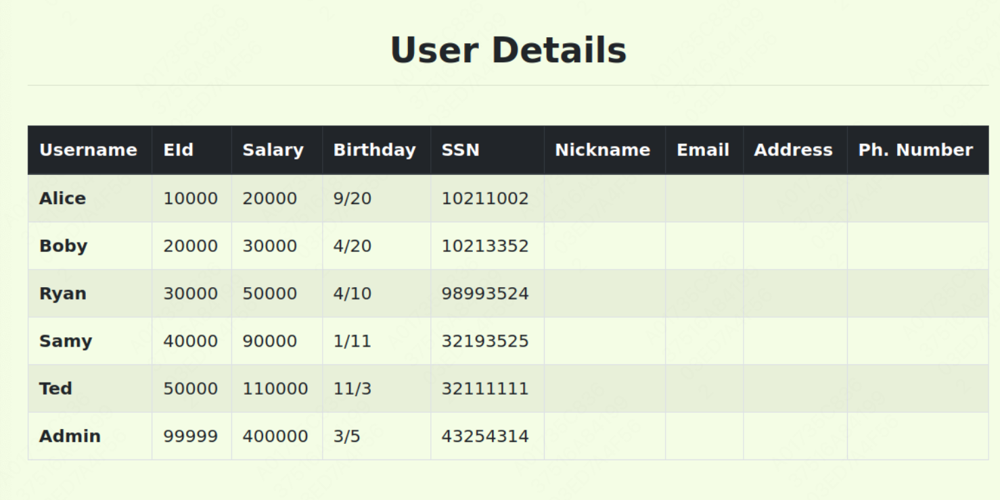 User Details
Username EId Salary Birthday SSN Nickname Email Address Ph. Number
Alice 10000 20000 9/20 10211002
Boby 20000 30000 4/20 10213352
Ryan 30000 50000 4/10 98993524
Samy 40000 90000 1/11 32193525
Ted 50000 110000 11/3 32111111
Admin 99999 400000 3/5 43254314